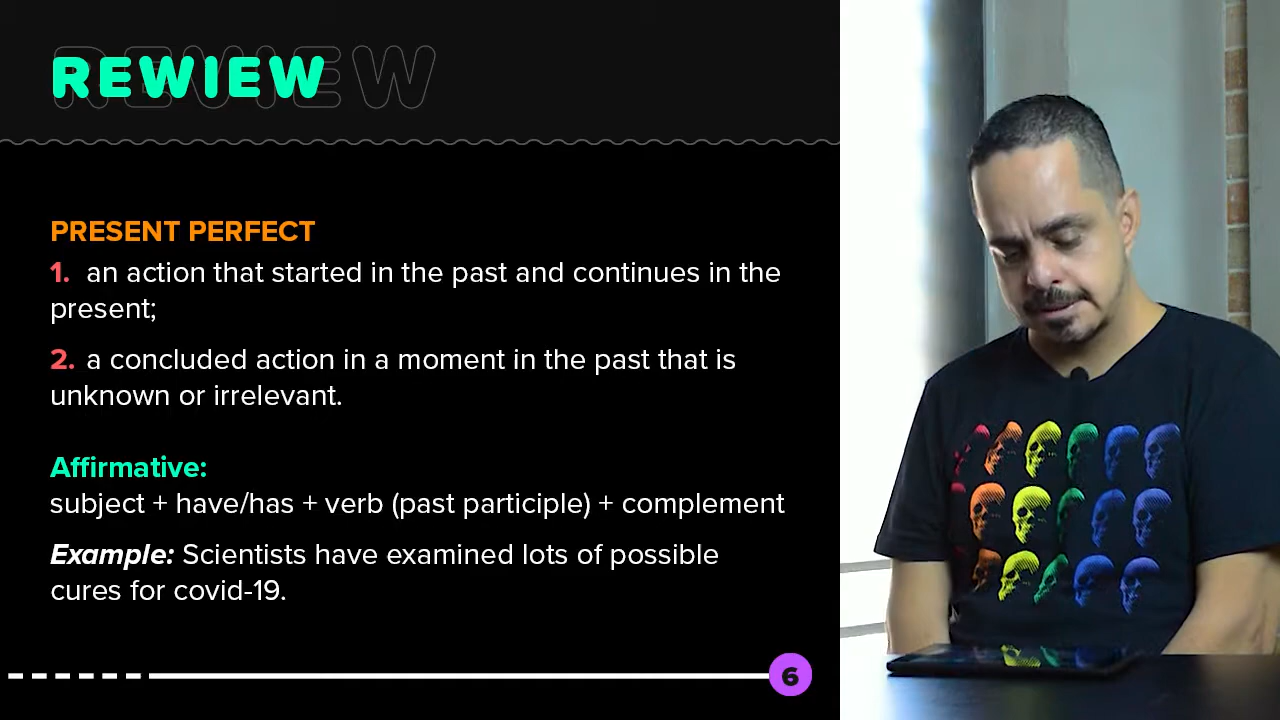 REWIEW
REVIEW
PRESENT PERFECT
1. an action that started in the past and continues in the
present;
2. a concluded action in a moment in the past that is
unknown or irrelevant.
Affirmative:
subject + have/has + verb (past participle) + complement
Example: Scientists have examined lots of possible
cures for covid-19.
6